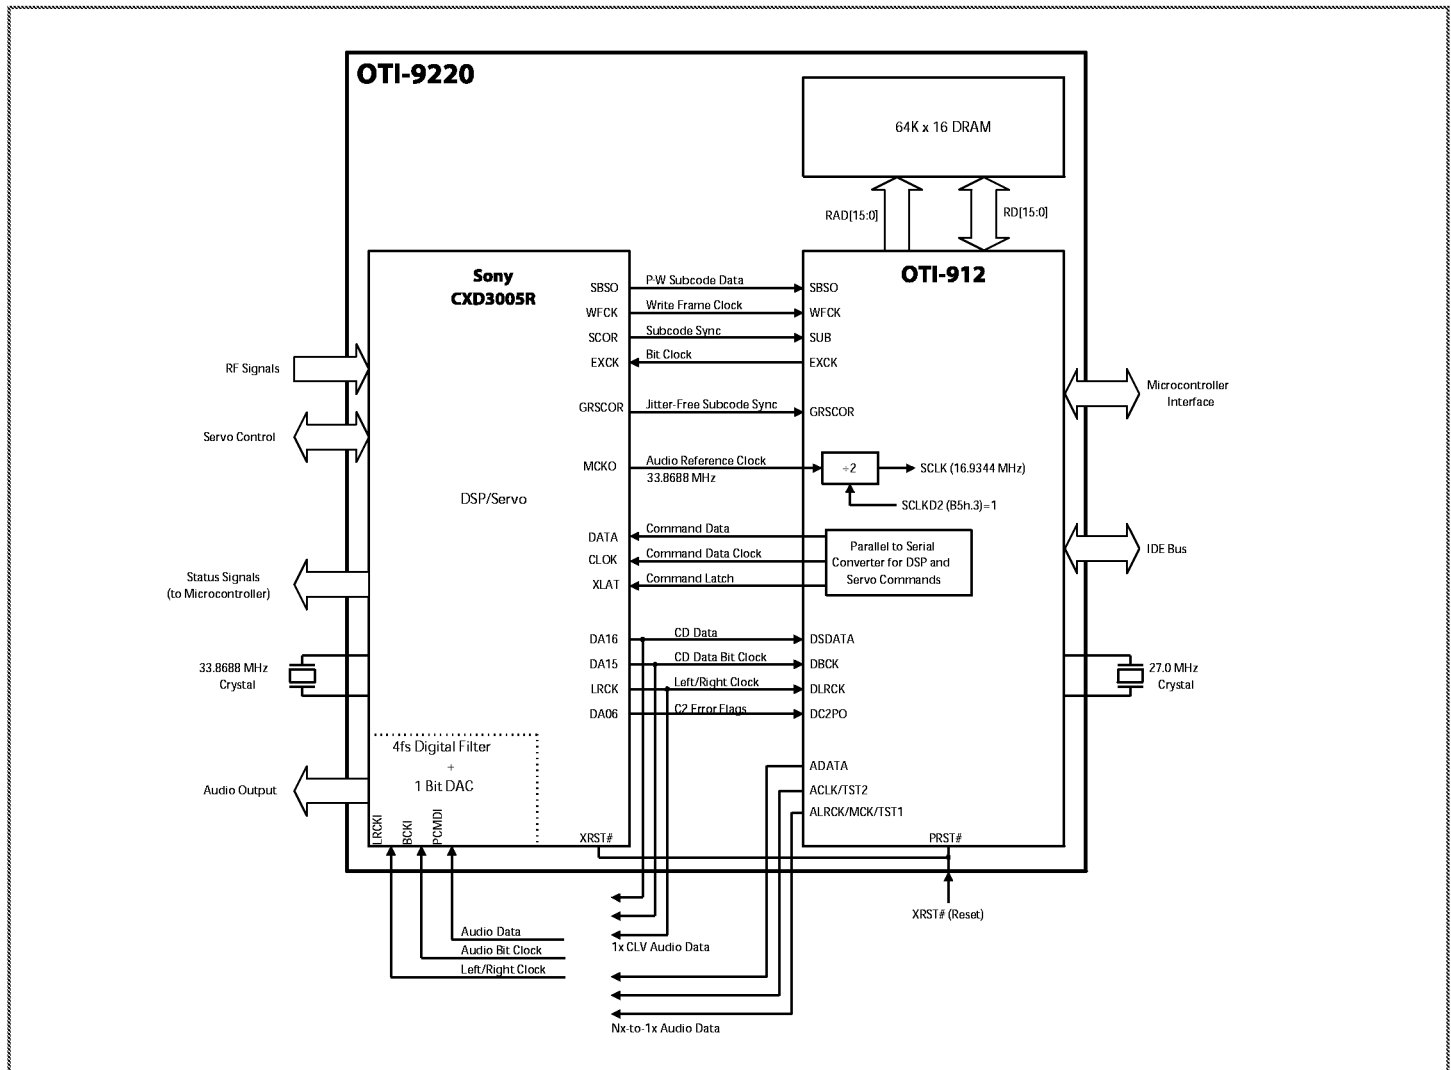 OTI-9220
64K x 16 DRAM
RAD[15:0]
RD[15:0]
Sony
CXD3005R
OTI-912
SBSO
P-W Subcode Data
SBSO
WFCK
Write Frame Clock
WFCK
SCOR
Subcode Sync
SUB
EXCK
Bit Clock
EXCK
RF Signals
GRSCOR
Jitter-Free Subcode Sync
GRSCOR
Microcontroller
Interface
Servo Control
MCKO
Audio Reference Clock
33.8688 MHz
÷2
SCLK (16.9344 MHz)
SCLKD2 (B5h.3)=1
DSP/Servo
DATA
Command Data
CLOK
Command Data Clock
XLAT
Command Latch
Parallel to Serial
Converter for DSP and
Servo Commands
IDE Bus
Status Signals
(to Microcontroller)
DA16
CD Data
DSDATA
DA15
CD Data Bit Clock
DBCK
LRCK
Left/Right Clock
DLRCK
DA06
C2 Error Flags
DC2PO
33.8688 MHz
Crystal
27.0 MHz
Crystal
4fs Digital Filter
+
1 Bit DAC
Audio Output
ADATA
ACLK/TST2
ALRCK/MCK/TST1
LRCKI
BCKI
PCMDI
XRST#
PRST#
XRST# (Reset)
Audio Data
Audio Bit Clock
Left/Right Clock
1x CLV Audio Data
Nx-to-1x Audio Data